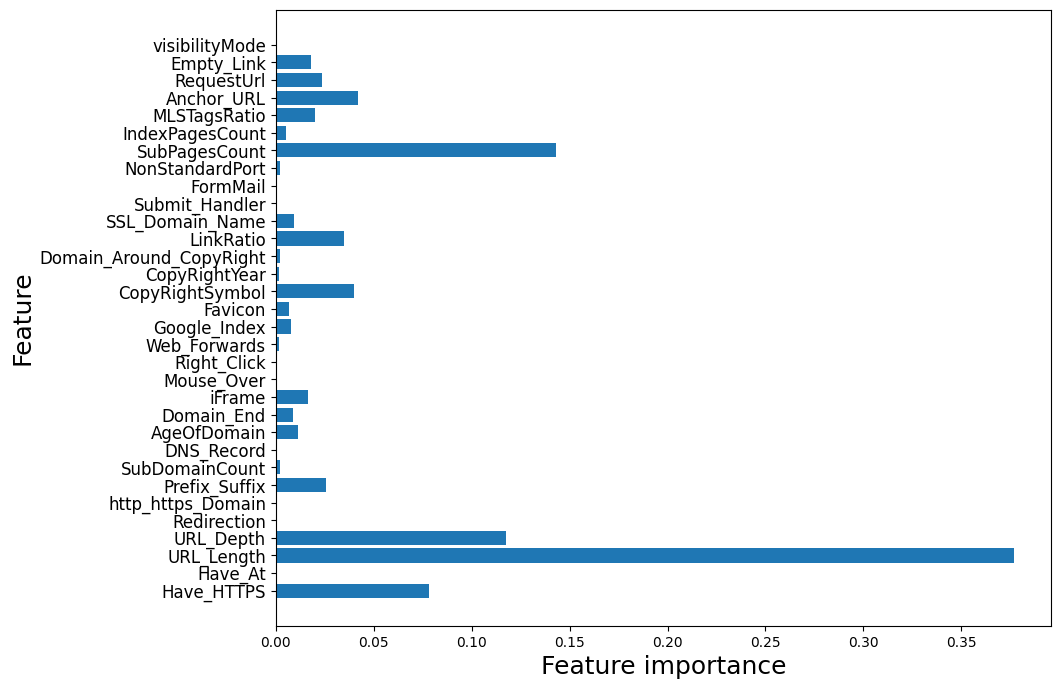 visibilityMode
Empty_Link
RequestUrl
Anchor_URL
MLSTagsRatio
IndexPagesCount
SubPagesCount
NonStandardPort
FormMail
Submit_Handler
SSL_Domain_Name
LinkRatio
Domain_Around_CopyRight
CopyRightYear
CopyRightSymbol
Favicon
Google_Index
Web_Forwards
Right_Click
Mouse_Over
iFrame
Domain_End
AgeOfDomain
DNS_Record
SubDomainCount
Prefix_Suffix
http_https_Domain
Redirection
URL_Depth
URL_Length
Have_At
Have_HTTPS
Feature
0.00 0.05 0.10 0.15 0.20 0.25 0.30 0.35
Feature importance